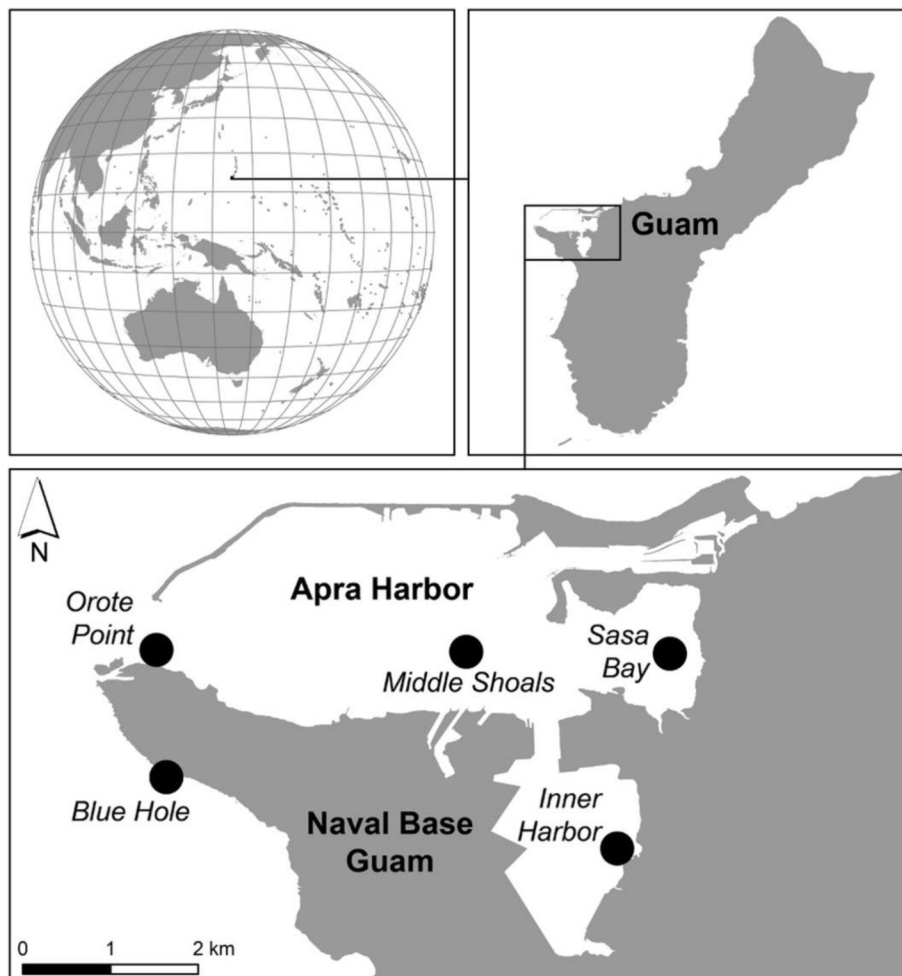 Guam
N
Apra Harbor
Orote
Point
Middle Shoals
Sasa
Bay
Blue Hole
Naval Base
Guam
Inner
Harbor
0 1 2 km